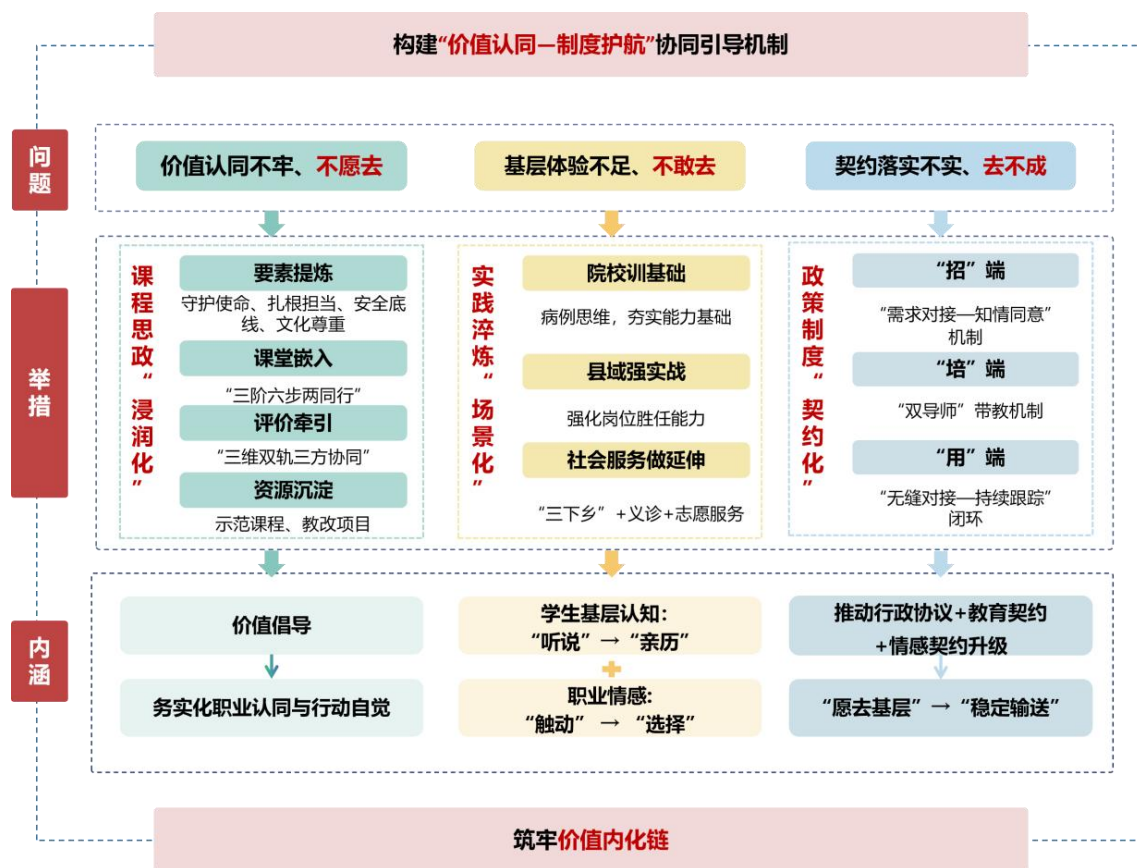 构建“价值认同—制度护航”协同引导机制
问题
价值认同不牢、不愿去
基层体验不足、不敢去
契约落实不实、去不成
举措
课程思政“浸润化”
要素提炼
守护使命、扎根担当、安全底
线、文化尊重
课堂嵌入
“三阶六步两同行”
评价牵引
“三维双轨三方协同”
资源沉淀
示范课程、教改项目
实践淬炼“场景化”
院校训基础
病例思维，夯实能力基础
县域强实战
强化岗位胜任能力
社会服务做延伸
“三下乡”+义诊+志愿服务
政策制度“契约化”
“招”端
“需求对接—知情同意”
机制
“培”端
“双导师”带教机制
“用”端
“无缝对接—持续跟踪”
闭环
内涵
价值倡导
务实化职业认同与行动自觉
学生基层认知：
“听说” → “亲历”
职业情感：
“触动” → “选择”
推动行政协议+教育契约
+情感契约升级
“愿去基层” → “稳定输送”
筑牢价值内化链